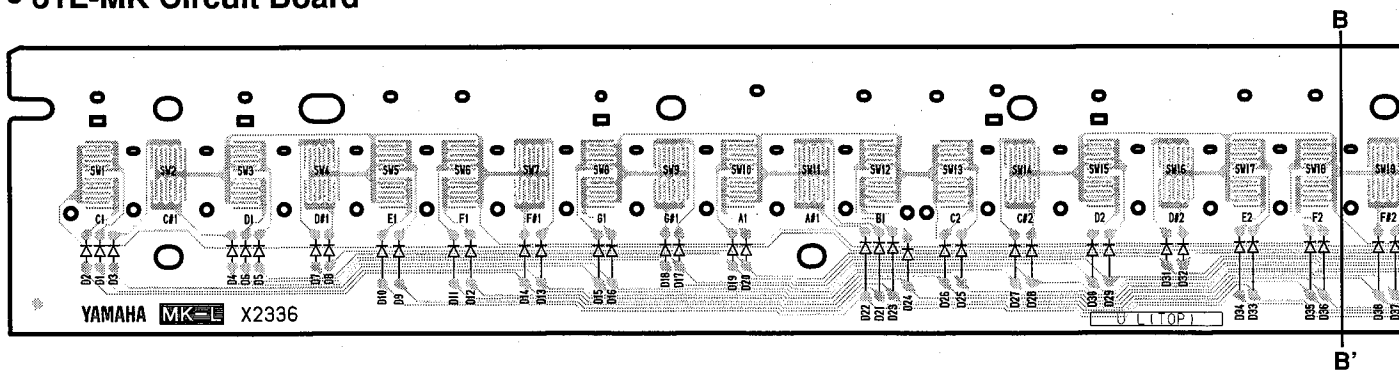 • 61L-MK Circuit Board
B
SW1 SW2 SW3 SW4 SW5 SW6 SW7 SW8 SW9 SW10 SW11 SW12 SW13 SW14 SW15 SW16 SW17 SW18 SW19
C1 C#1 D1 D#1 E1 F1 F#1 G1 G#1 A1 A#1 B1 C2 C#2 D2 D#2 E2 F2 F#2
D2 D1 D3 D4 D6 D5 D7 D8 D10 D9 D11 D12 D14 D13 D15 D16 D18 D17 D19 D20 D22 D21 D23 D24 D26 D25 D27 D28 D30 D29 D31 D32 D34 D33 D35 D36 D38 D37
YAMAHA MK-L X2336
U L(TOP)
B'